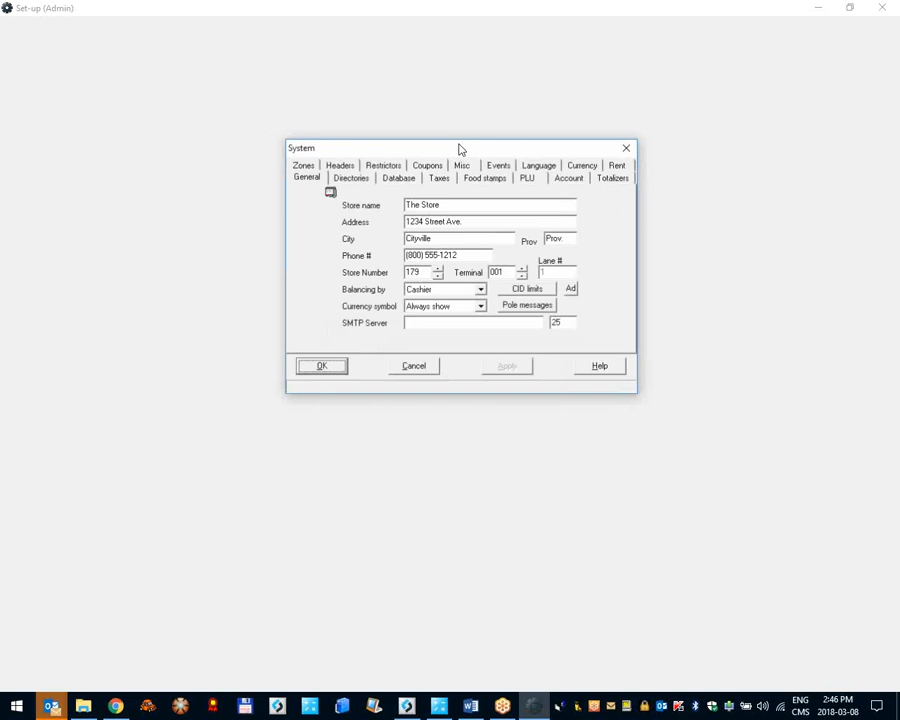 Set-up (Admin)
System
Zones Headers Restrictors Coupons Misc Events Language Currency Rent
General Directories Database Taxes Food stamps PLU Account Totalizers
Store name The Store
Address 1234 Street Ave.
City Cityville Prov Prov.
Phone # (800) 555-1212
Lane #
Store Number 179 Terminal 001 1
Balancing by Cashier CID limits Ad
Currency symbol Always show Pole messages
SMTP Server 25
OK Cancel Apply Help
ENG 2:46 PM
CMS 2018-03-08